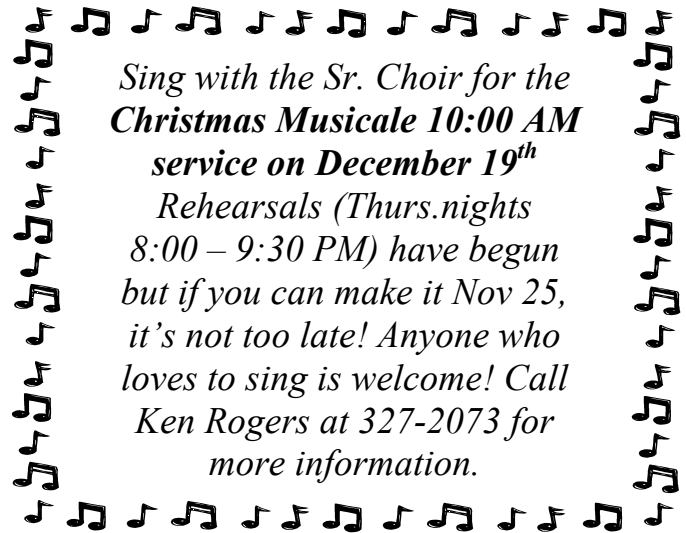 Sing with the Sr. Choir for the
Christmas Musicale 10:00 AM
service on December 19th
Rehearsals (Thurs.nights
8:00 – 9:30 PM) have begun
but if you can make it Nov 25,
it’s not too late! Anyone who
loves to sing is welcome! Call
Ken Rogers at 327-2073 for
more information.